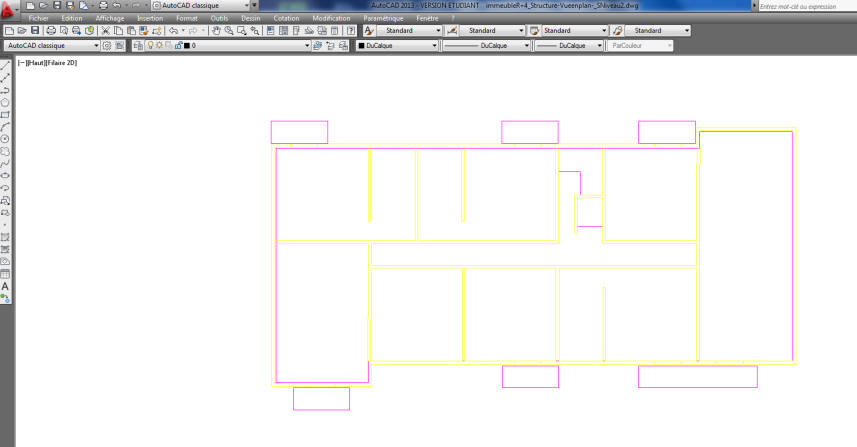 AutoCAD classique
AutoCAD 2013 - VERSION ETUDIANT immeubleR+4_Structure-Vueenplan-_SNiveau2.dwg
Entrez mot-clé ou expression
Fichier Edition Affichage Insertion Format Outils Dessin Cotation Modification Paramétrique Fenêtre ?
Standard Standard Standard Standard
AutoCAD classique 0 DuCalque DuCalque DuCalque ParCouleur
[−][Haut][Filaire 2D]
A